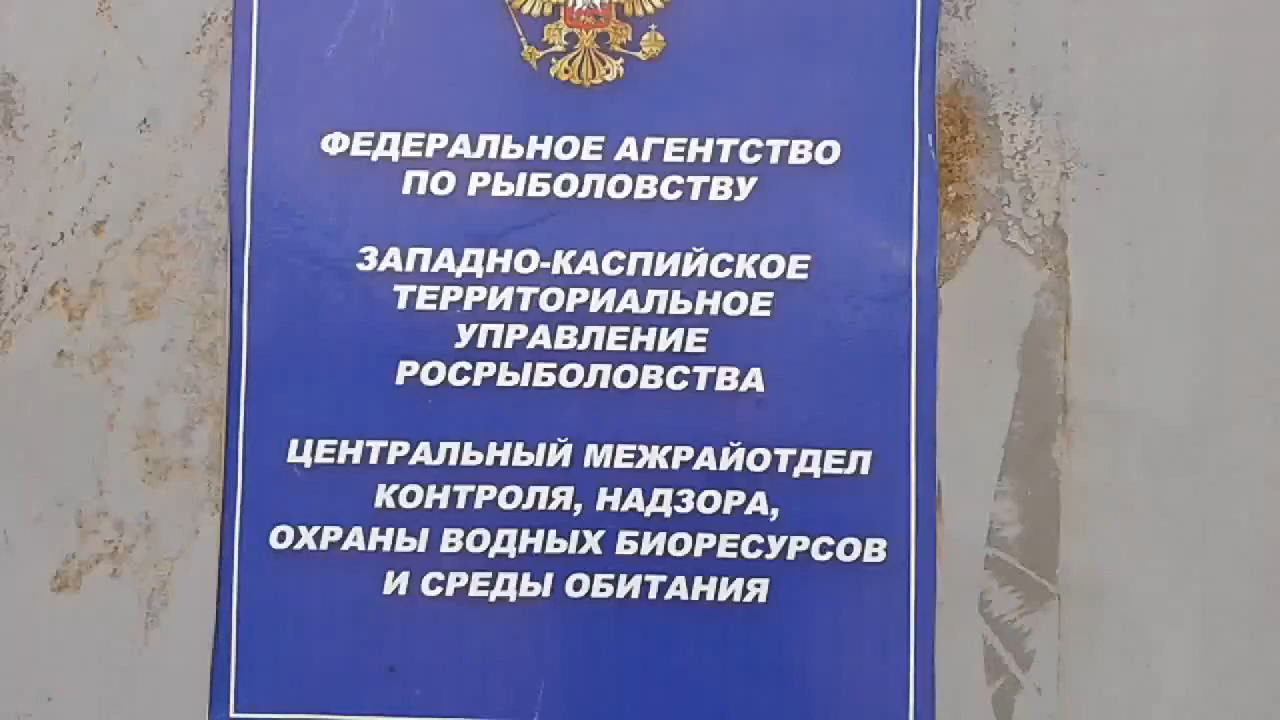 ФЕДЕРАЛЬНОЕ АГЕНТСТВО
ПО РЫБОЛОВСТВУ
ЗАПАДНО-КАСПИЙСКОЕ
ТЕРРИТОРИАЛЬНОЕ
УПРАВЛЕНИЕ
РОСРЫБОЛОВСТВА
ЦЕНТРАЛЬНЫЙ МЕЖРАЙОТДЕЛ
КОНТРОЛЯ, НАДЗОРА,
ОХРАНЫ ВОДНЫХ БИОРЕСУРСОВ
И СРЕДЫ ОБИТАНИЯ